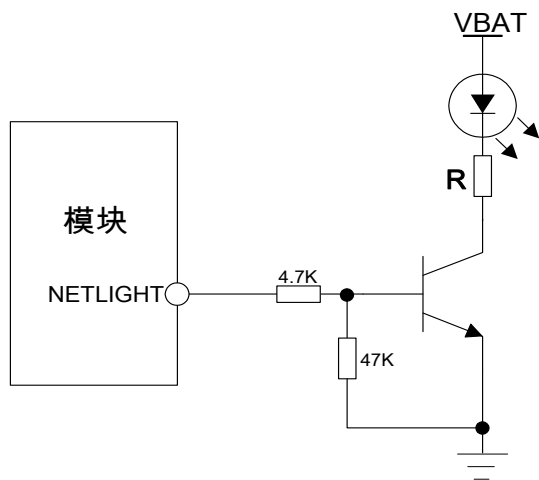 VBAT
R
模块
4.7K
NETLIGHT
47K